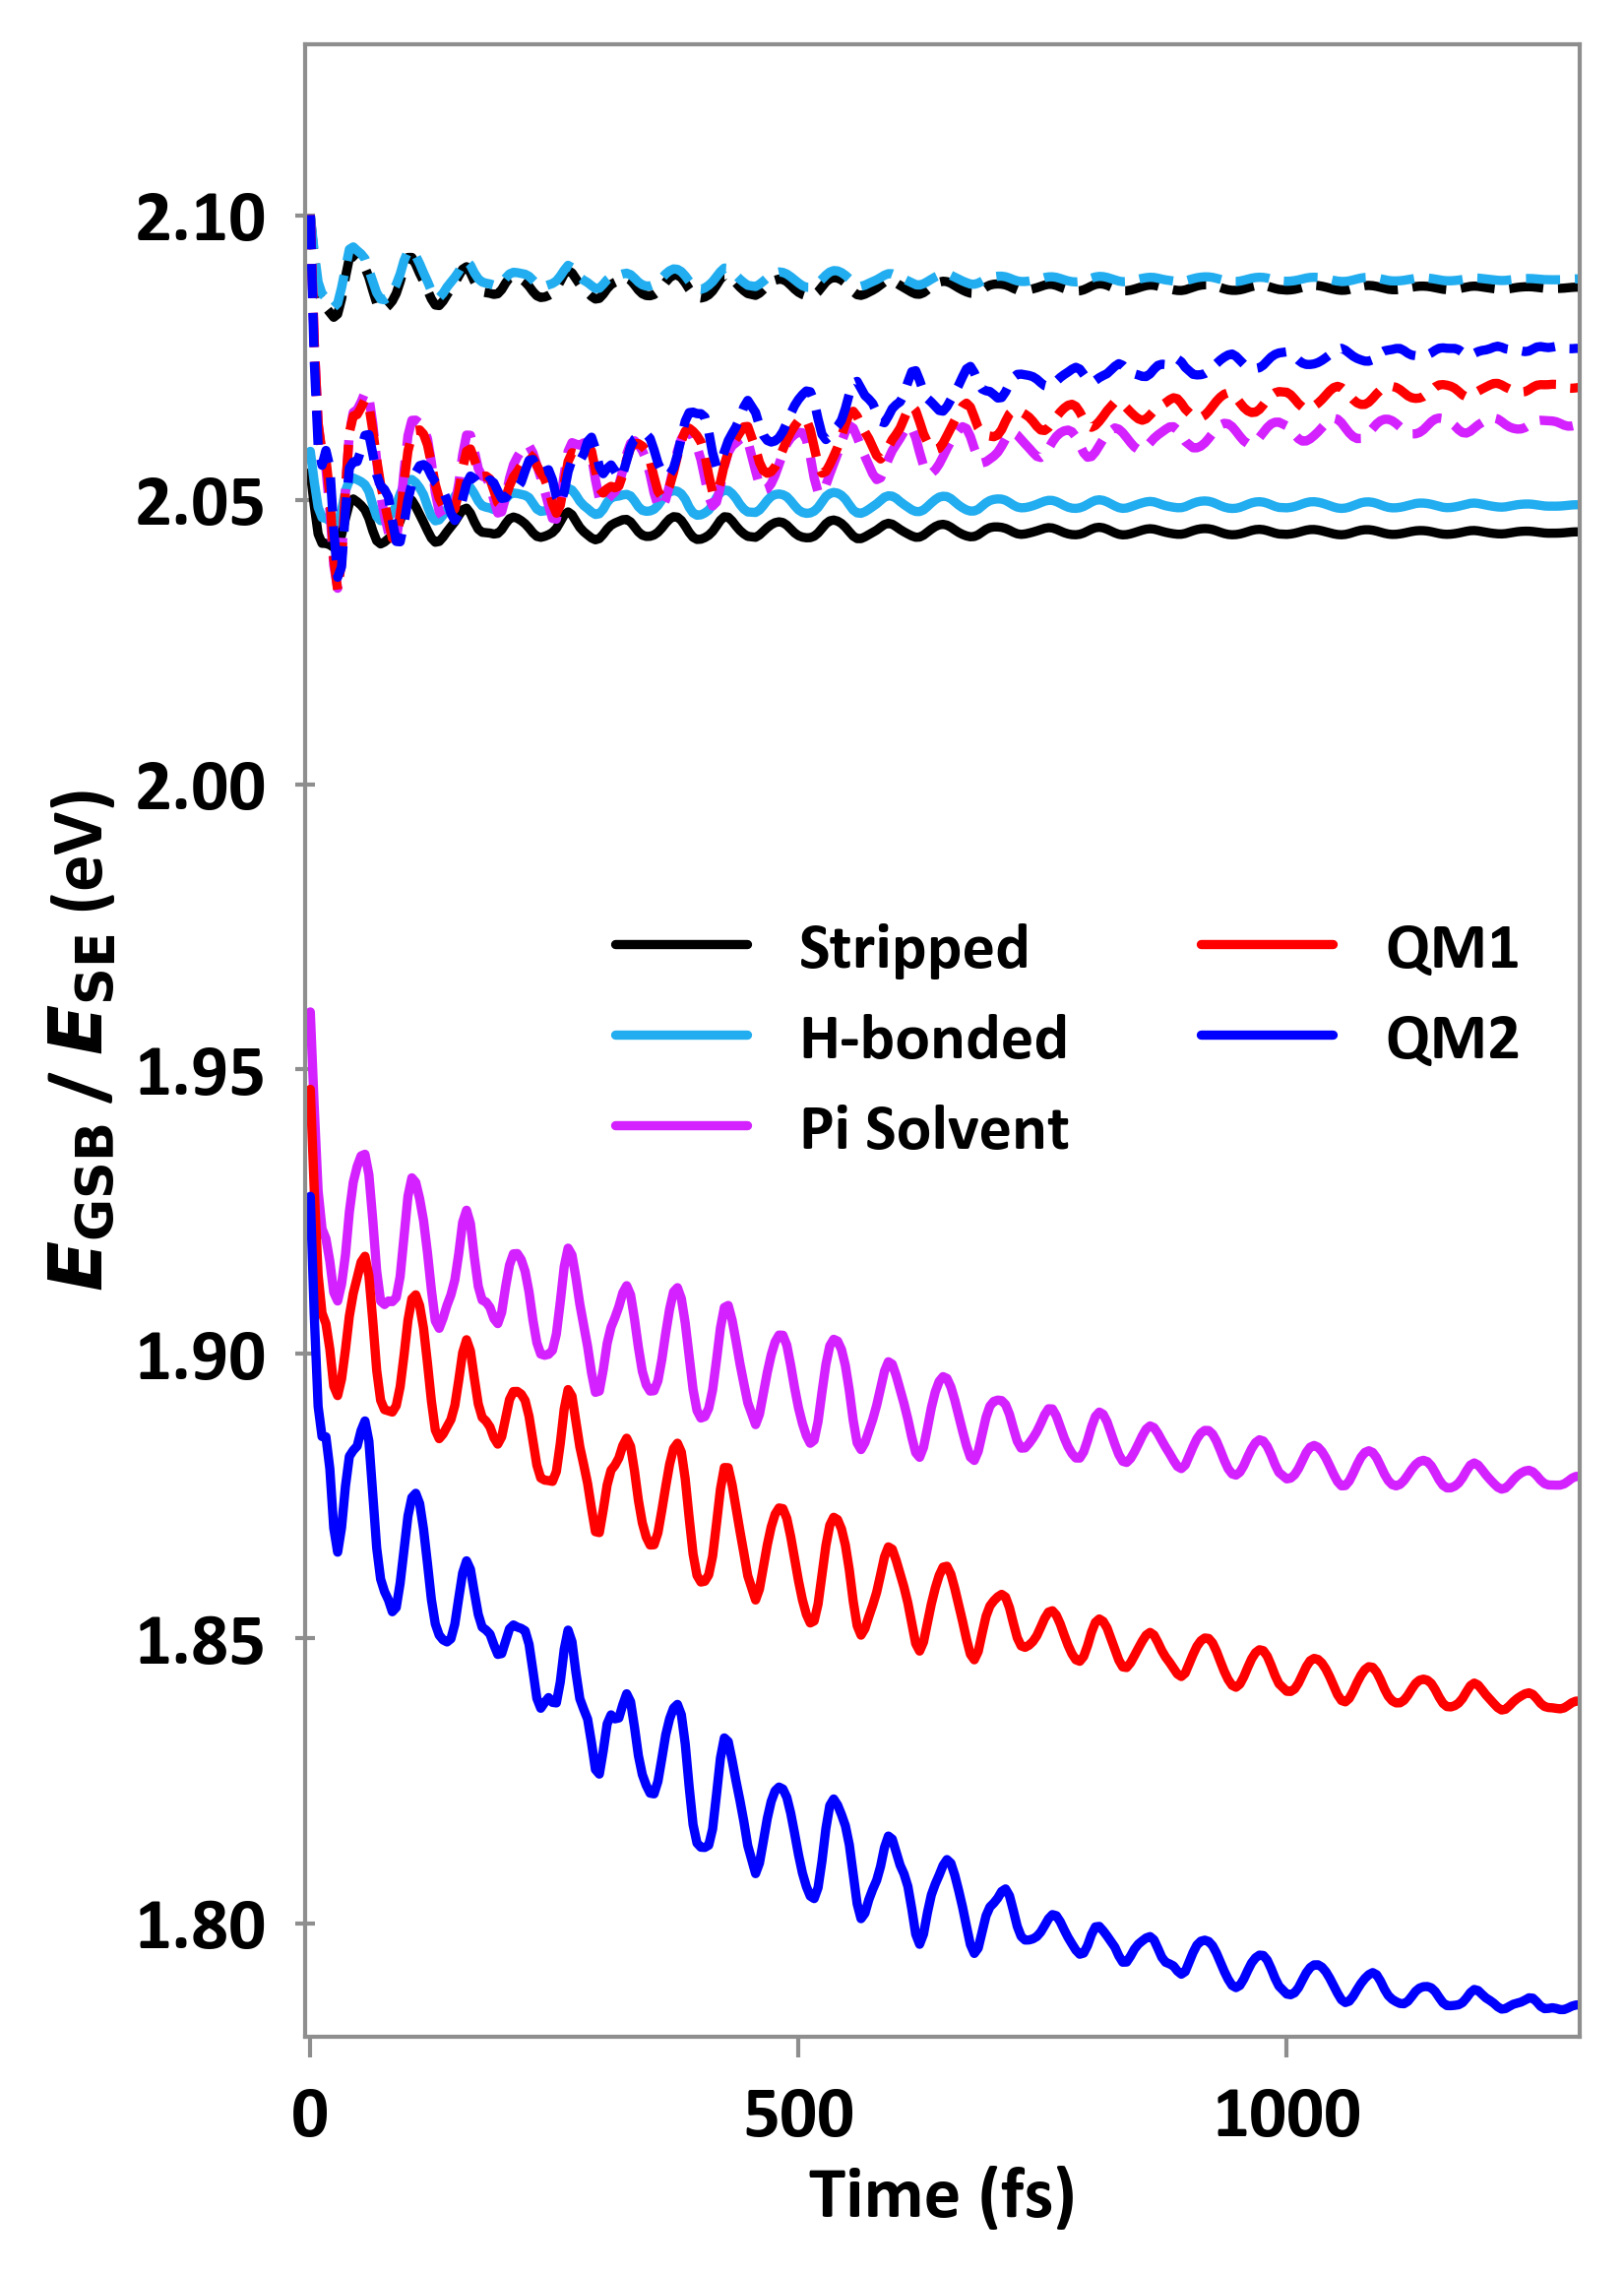 2.10
2.05
2.00
1.95
1.90
1.85
1.80
EGSB / ESE (eV)
Stripped
H-bonded
Pi Solvent
QM1
QM2
0 500 1000
Time (fs)